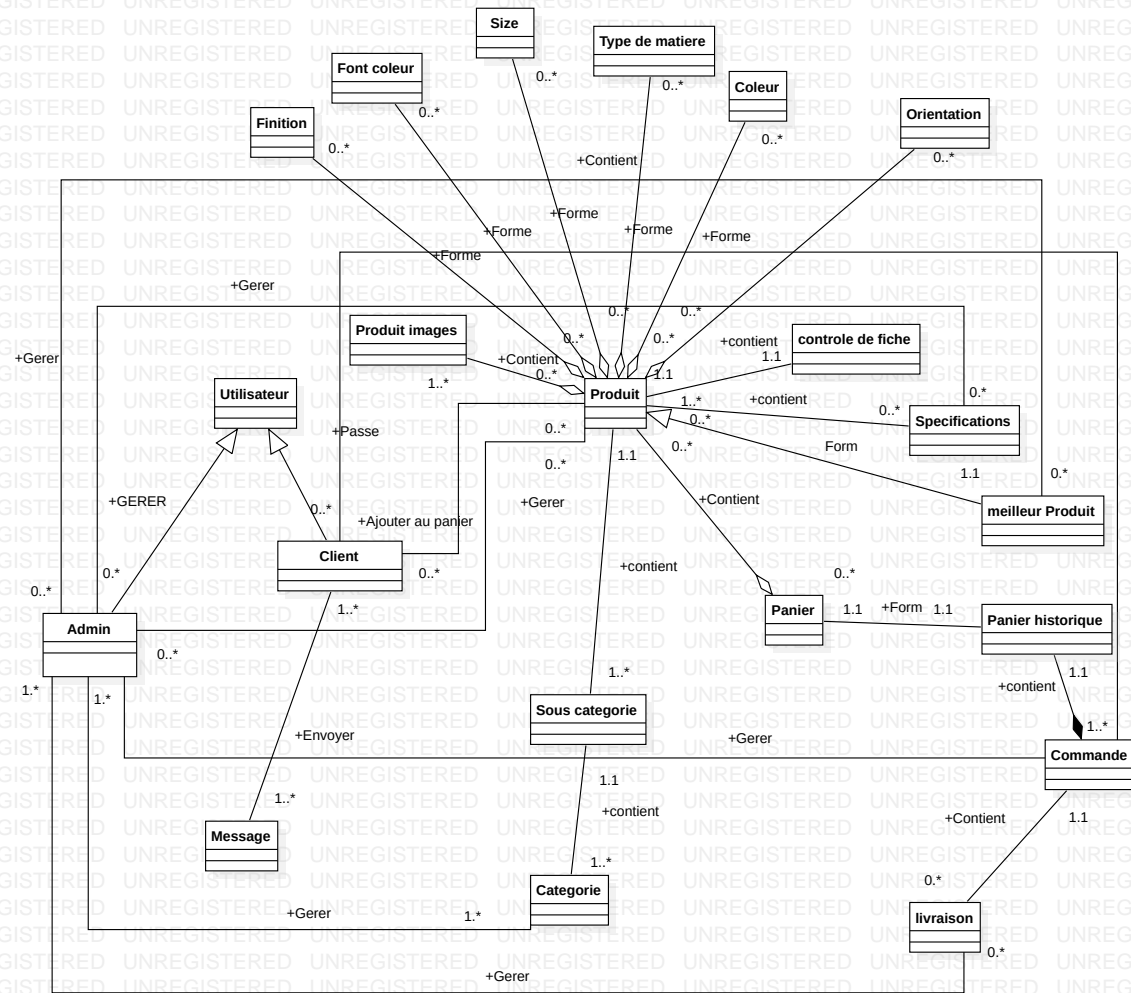 Size
Type de matiere
Font coleur
Coleur
Finition
Orientation
0..*
0..*
0..*
0..*
0..*
0..*
+Contient
+Forme
+Forme
+Forme
+Forme
+Forme
+Gerer
+Gerer
Produit images
controle de fiche
+contient
1.1
0..*
0..*
0..*
0..*
+Contient
0..*
1..*
1.1
Utilisateur
Produit
+contient
1..*
0..*
0..*
0.*
Specifications
+Passe
0..*
0..*
0..*
1.1
Form
1.1
0.*
+GERER
0..*
+Gerer
+Contient
meilleur Produit
+Ajouter au panier
Client
0..*
0.*
0..*
+contient
0..*
1..*
Admin
Panier
1.1
+Form
1.1
Panier historique
0..*
1..*
1.1
+contient
1.*
1.*
Sous categorie
1..*
+Envoyer
+Gerer
Commande
1.1
1..*
+contient
+Contient
1.1
Message
1..*
Categorie
0.*
+Gerer
1.*
livraison
0.*
+Gerer
UNREGISTERED